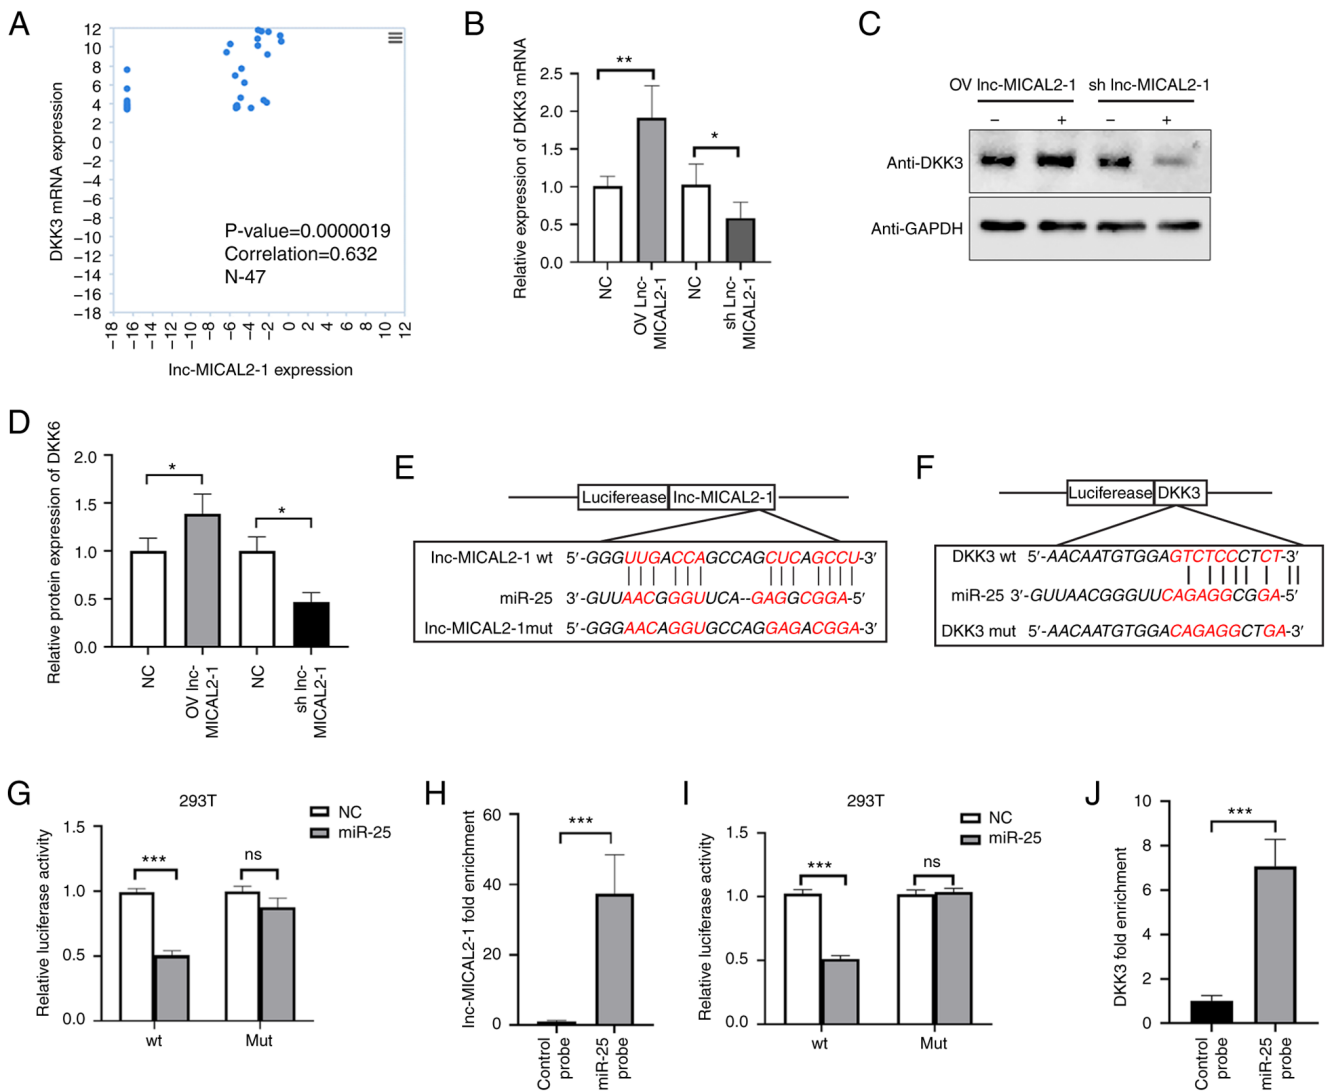 A
12
10
8
6
4
2
0
−2
−4
−6
−8
−10
−12
−14
−16
−18
DKK3 mRNA expression
P-value=0.0000019
Correlation=0.632
N-47
−18
−16
−14
−12
−10
−8
−6
−4
−2
0
2
4
6
8
10
12
lnc-MICAL2-1 expression
B
Relative expression of DKK3 mRNA
2.5
2.0
1.5
1.0
0.5
0.0
**
*
NC
OV Lnc-
MICAL2-1
NC
sh Lnc-
MICAL2-1
C
OV lnc-MICAL2-1 sh lnc-MICAL2-1
− + − +
Anti-DKK3
Anti-GAPDH
D
Relative protein expression of DKK6
2.0
1.5
1.0
0.5
0.0
*
*
NC
OV lnc-
MICAL2-1
NC
sh lnc-
MICAL2-1
E
Luciferease lnc-MICAL2-1
lnc-MICAL2-1 wt 5′-GGGUUGACCAGCCAGCUCAGCCU-3′
miR-25 3′-GUUAACGGGUUCA--GAGGCGGA-5′
lnc-MICAL2-1mut 5′-GGGAACAGGUGCCAGGAGACGGA-3′
F
Luciferease DKK3
DKK3 wt 5′-AACAATGTGGAGTCTCCCTCT-3′
miR-25 3′-GUUAACGGGUUCAGAGGCGGA-5′
DKK3 mut 5′-AACAATGTGGACAGAGGCTGA-3′
G
293T
NC
miR-25
Relative luciferase activity
1.5
1.0
0.5
0.0
***
ns
wt
Mut
H
lnc-MICAL2-1 fold enrichment
60
40
20
0
***
Control
probe
miR-25
probe
I
293T
NC
miR-25
Relative luciferase activity
1.5
1.0
0.5
0.0
***
ns
wt
Mut
J
DKK3 fold enrichment
10
8
6
4
2
0
***
Control
probe
miR-25
probe